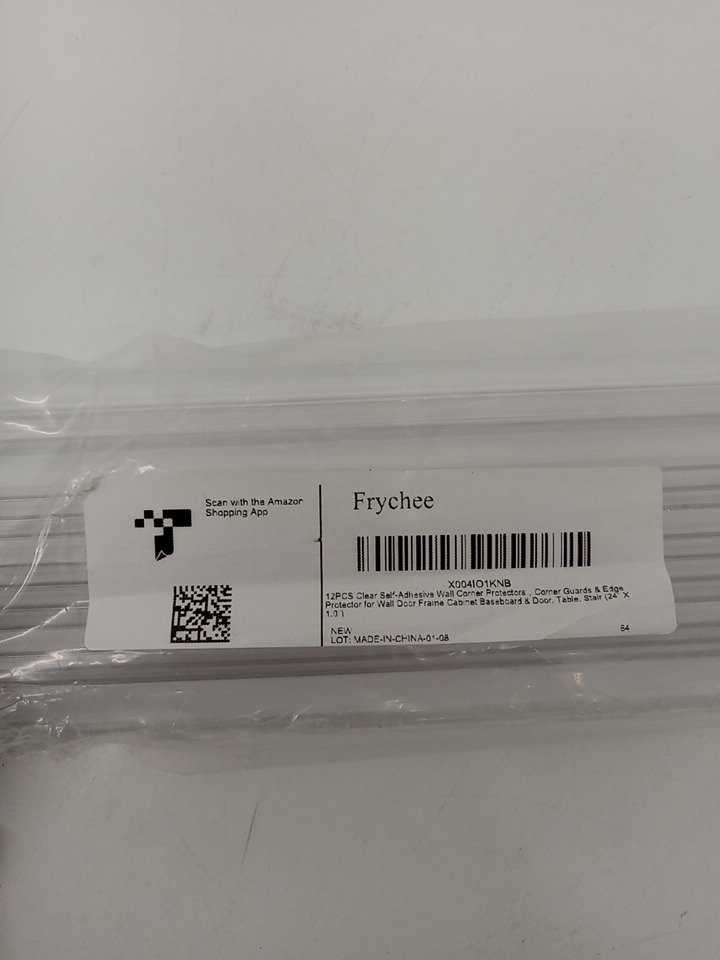 Scan with the Amazon
Shopping App
Frychee
X004IO1KNB
12PCS Clear Self-Adhesive Wall Corner Protectors , Corner Guards & Edge
Protector for Wall Door Frame Cabinet Baseboard & Door, Table, Stair (24" X
1.0")
NEW
LOT: MADE-IN-CHINA-01-08
64